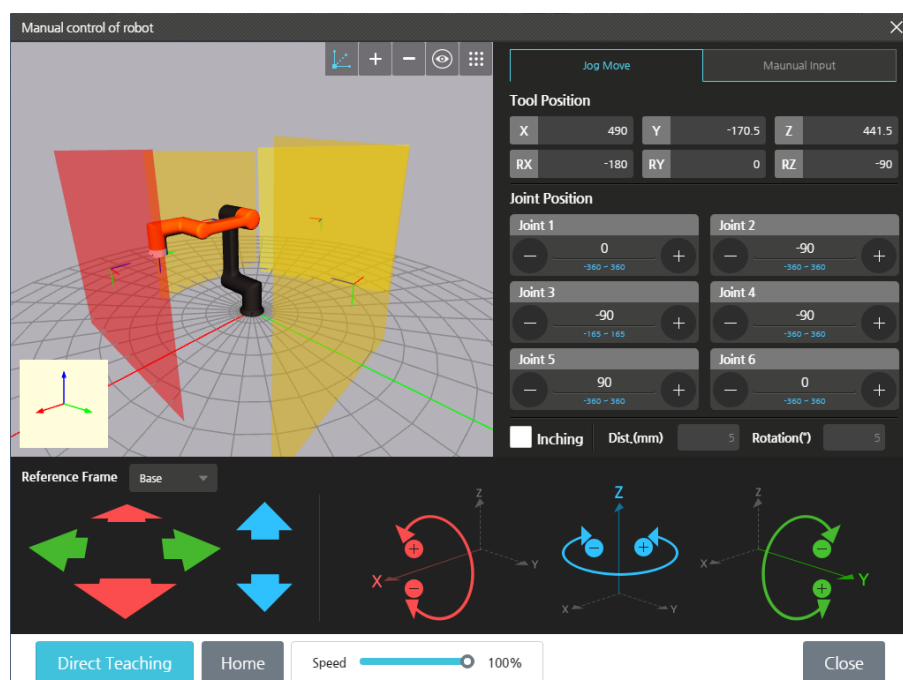 Manual control of robot
Jog Move Maunual Input
Tool Position
X 490 Y -170.5 Z 441.5
RX -180 RY 0 RZ -90
Joint Position
Joint 1 Joint 2
0 -90
-360 ~ 360 -360 ~ 360
Joint 3 Joint 4
-90 -90
-165 ~ 165 -360 ~ 360
Joint 5 Joint 6
90 0
-360 ~ 360 -360 ~ 360
Inching Dist.(mm) 5 Rotation(°) 5
Reference Frame Base
Z Z Z
X Y X Y X Y
Direct Teaching Home Speed 100% Close